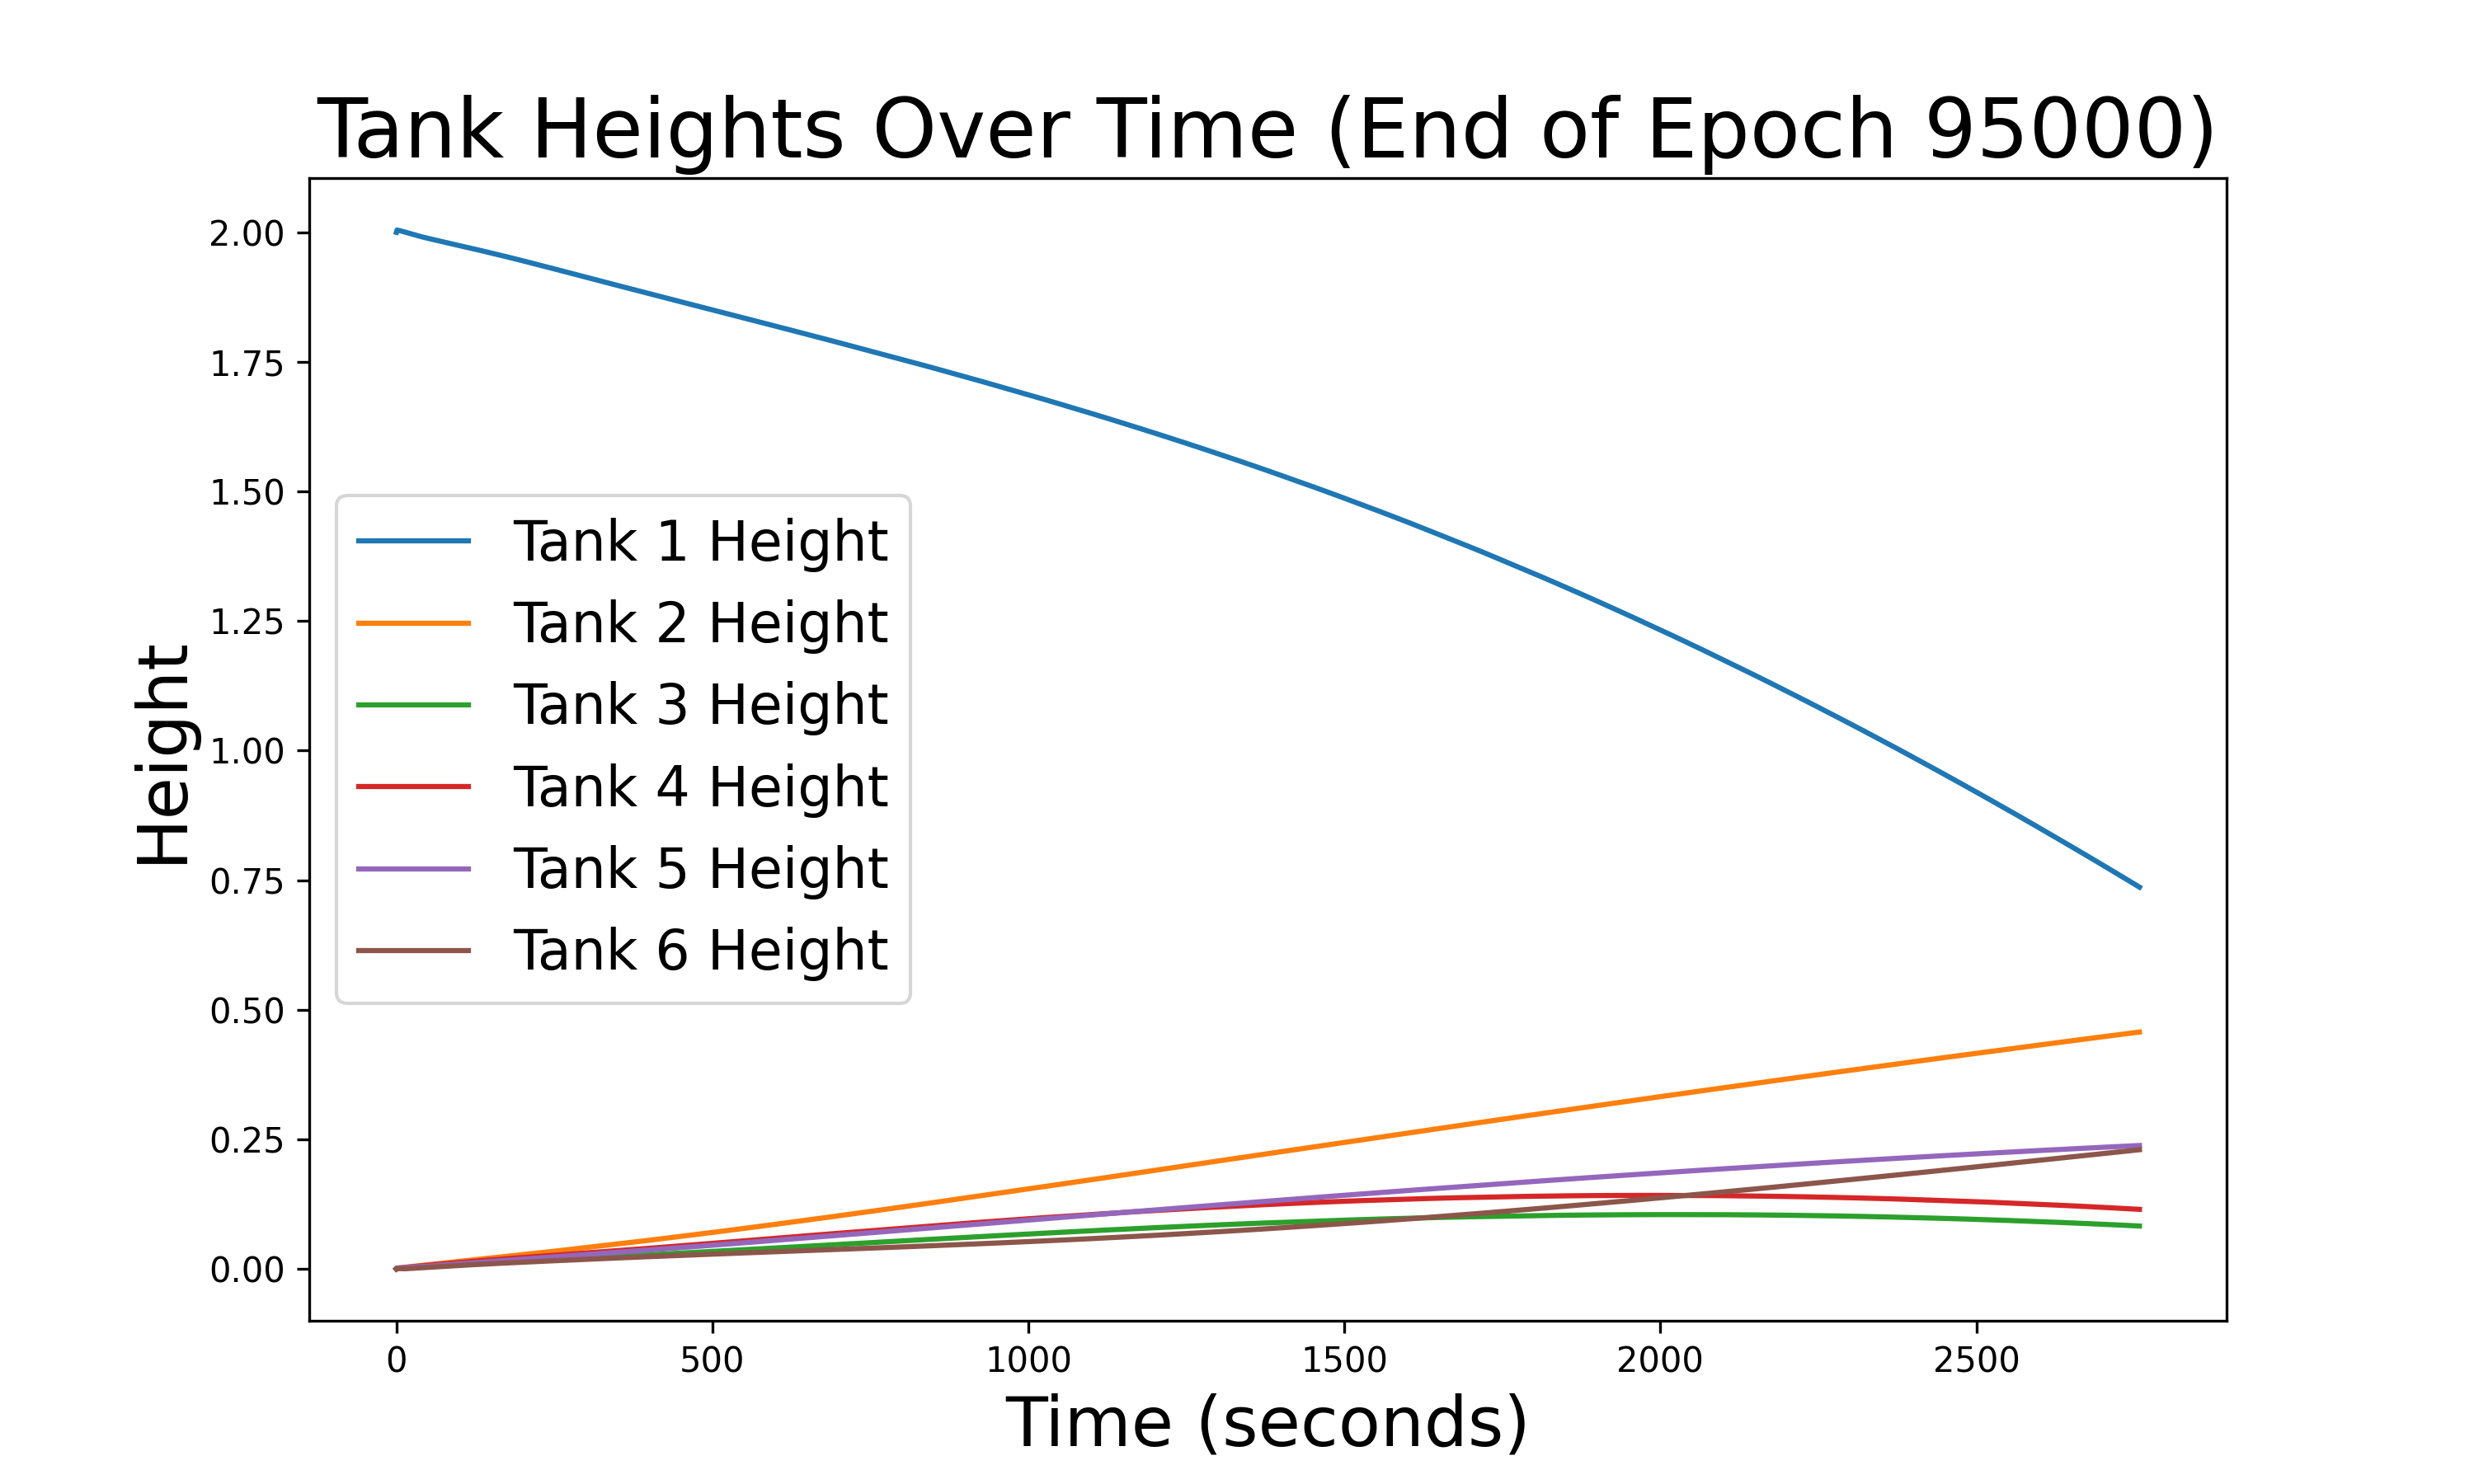 Tank Heights Over Time (End of Epoch 95000)
Height
2.00
1.75
1.50
1.25
1.00
0.75
0.50
0.25
0.00
Tank 1 Height
Tank 2 Height
Tank 3 Height
Tank 4 Height
Tank 5 Height
Tank 6 Height
0 500 1000 1500 2000 2500
Time (seconds)